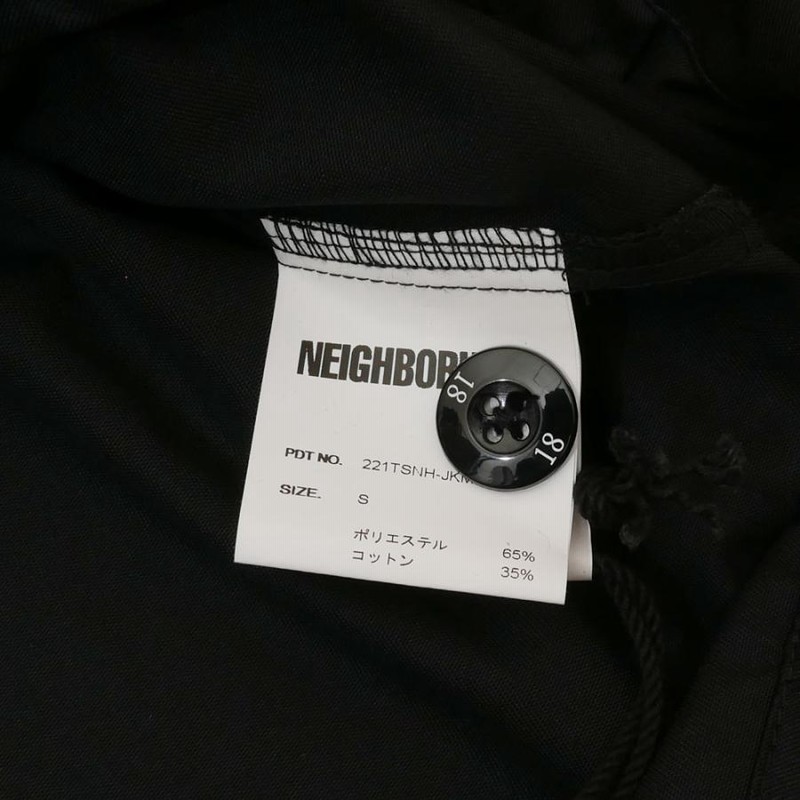 NEIGHBORH
18
18
PDT NO. 221TSNH-JKM
SIZE. S
ポリエステル 65%
コットン 35%